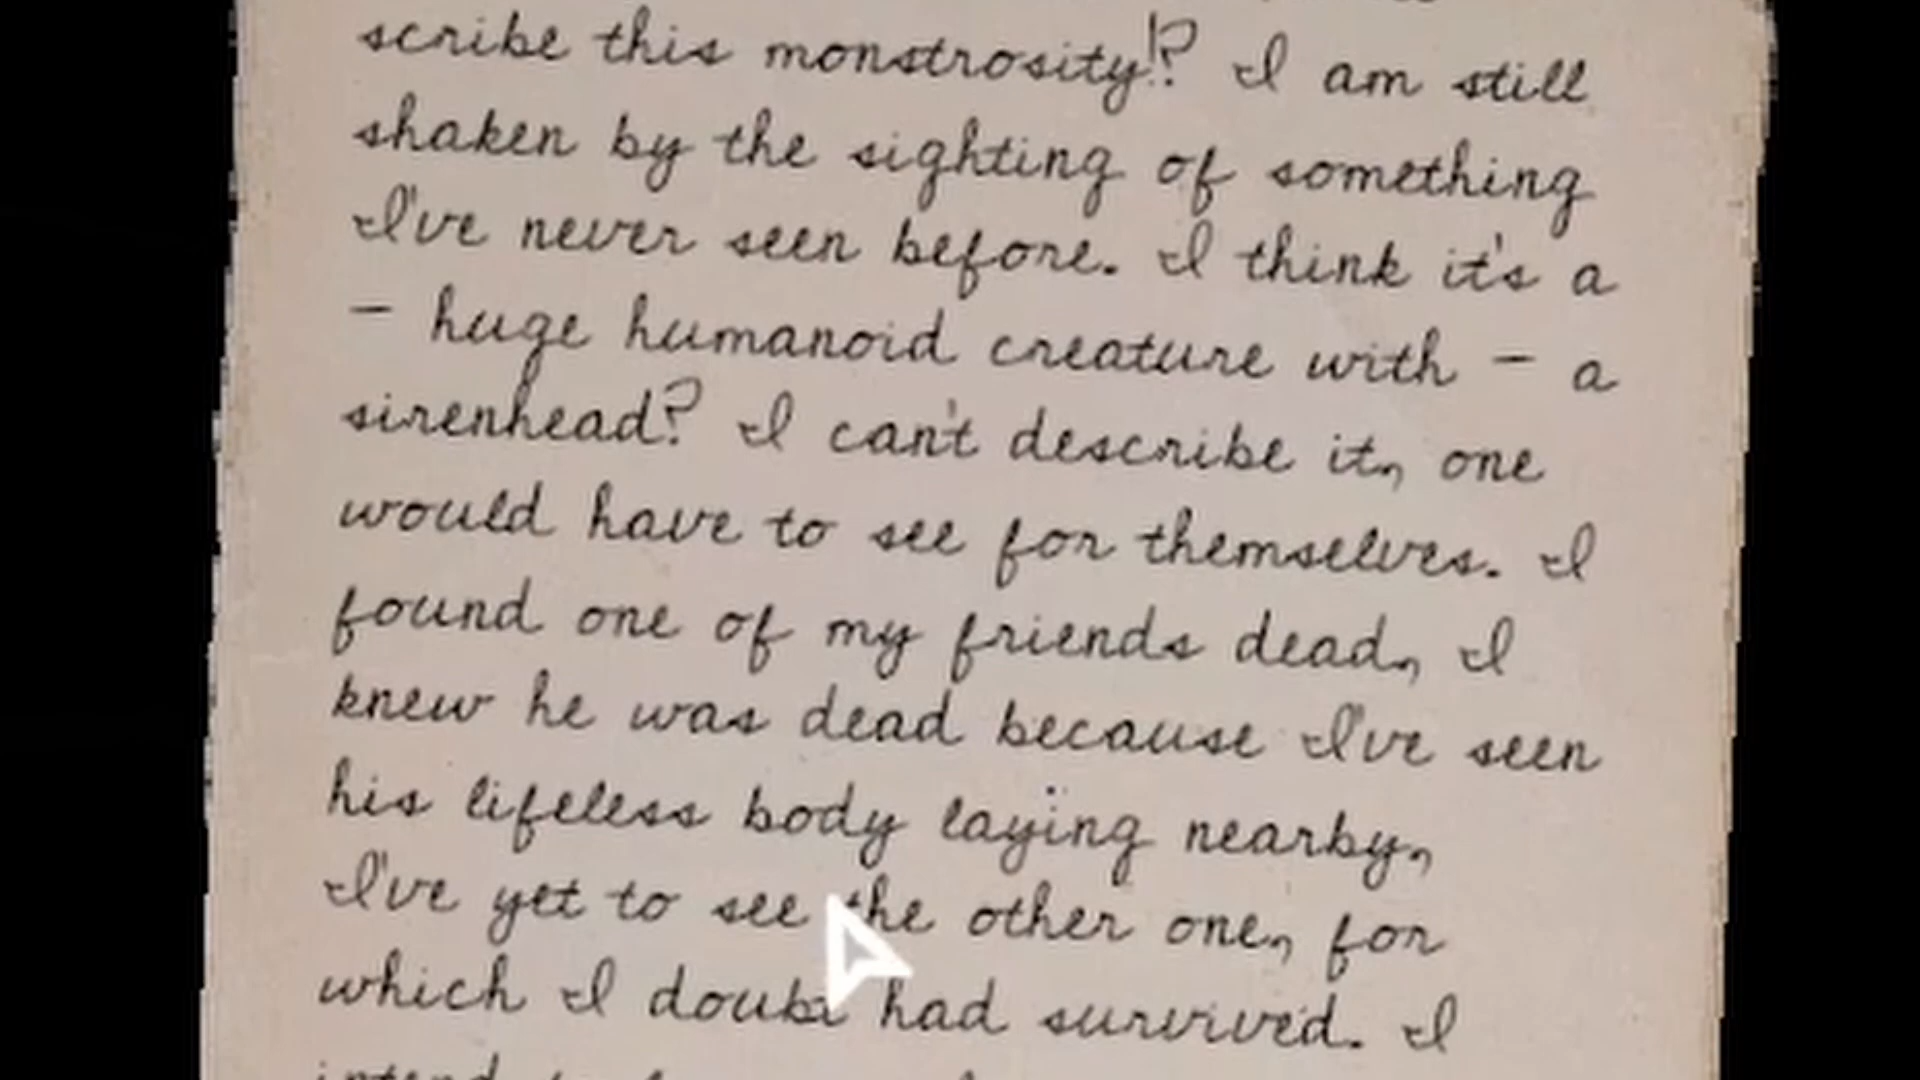 scribe this monstrosity!? I am still
shaken by the sighting of something
I've never seen before. I think it's a
- huge humanoid creature with - a
sirenhead? I can't describe it, one
would have to see for themselves. I
found one of my friends dead, I
knew he was dead because I've seen
his lifeless body laying nearby,
I've yet to see the other one, for
which I doubt had survived. I
intend